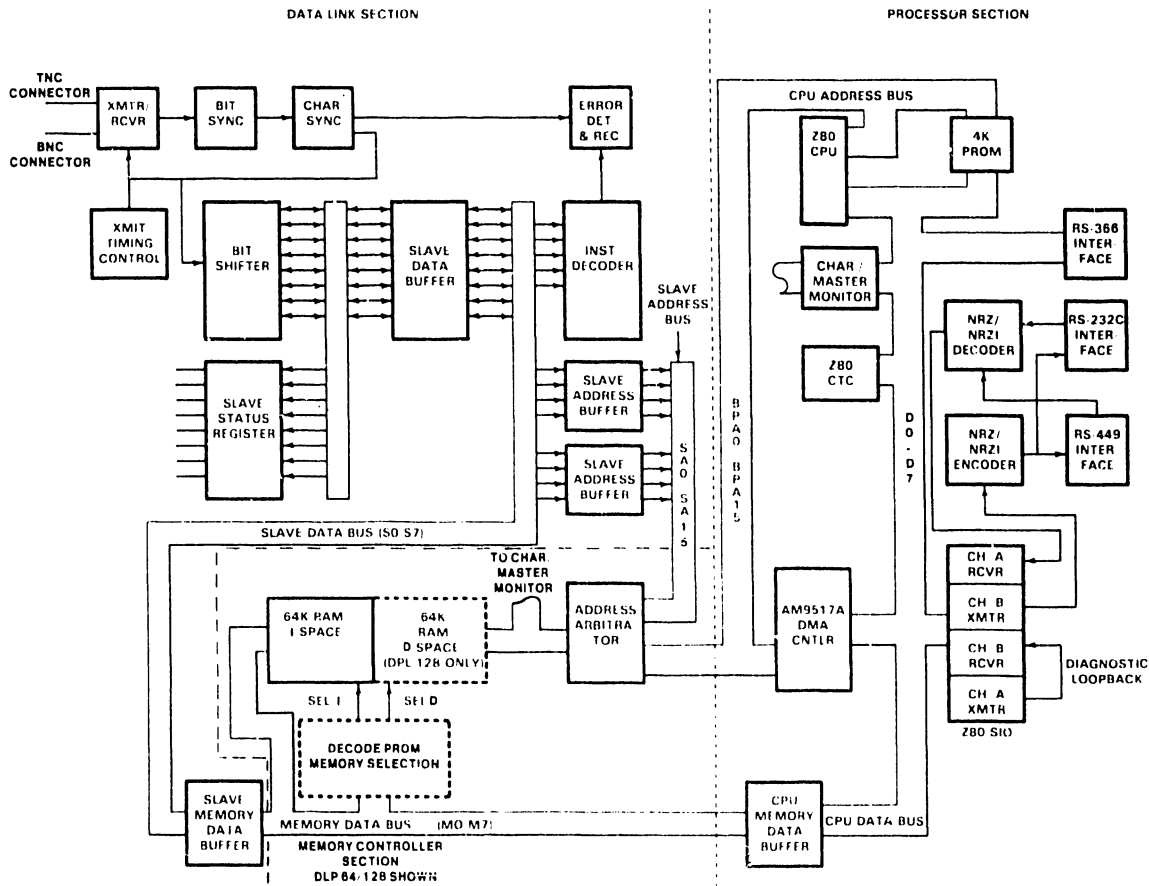 DATA LINK SECTION
PROCESSOR SECTION
TNC
CONNECTOR
BNC
CONNECTOR
XMTR/
RCVR
BIT
SYNC
CHAR
SYNC
ERROR
DET
& REC
XMIT
TIMING
CONTROL
BIT
SHIFTER
SLAVE
DATA
BUFFER
INST
DECODER
SLAVE
ADDRESS
BUS
SLAVE
STATUS
REGISTER
SLAVE
ADDRESS
BUFFER
SLAVE
ADDRESS
BUFFER
SA0 SA15
SLAVE DATA BUS (S0 S7)
TO CHAR
MASTER
MONITOR
64K RAM
I SPACE
64K
RAM
D SPACE
(DPL 128 ONLY)
ADDRESS
ARBITRA
TOR
SEL I
SEL D
DECODE PROM
MEMORY SELECTION
SLAVE
MEMORY
DATA
BUFFER
MEMORY DATA BUS (M0 M7)
MEMORY CONTROLLER
SECTION
DLP 64/128 SHOWN
CPU ADDRESS BUS
Z80
CPU
4K
PROM
CHAR /
MASTER
MONITOR
Z80
CTC
BPA0 BPA15
D0-D7
RS-366
INTER-
FACE
NRZ/
NRZI
DECODER
RS-232C
INTER-
FACE
NRZ/
NRZI
ENCODER
RS-449
INTER
FACE
AM9517A
DMA
CNTLR
CH A
RCVR
CH B
XMTR
CH B
RCVR
CH A
XMTR
Z80 SIO
DIAGNOSTIC
LOOPBACK
CPU
MEMORY
DATA
BUFFER
CPU DATA BUS